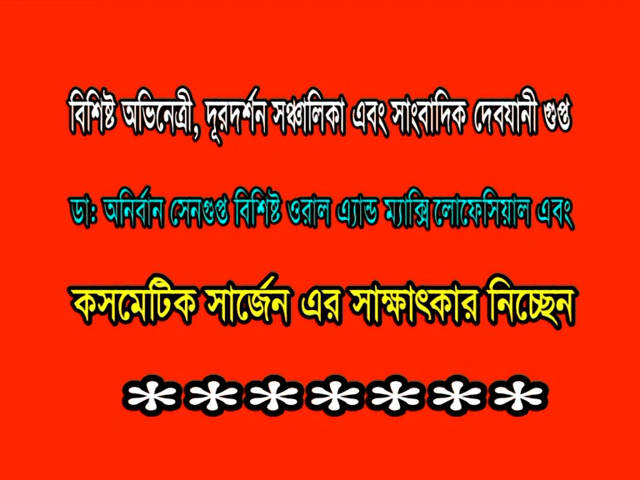 বিশিষ্ট অভিনেত্রী, দূরদর্শন সঞ্চালিকা এবং সাংবাদিক দেবযানী গুপ্ত
ডা: অনির্বান সেনগুপ্ত বিশিষ্ট ওরাল এ্যান্ড ম্যাক্সিলোফেসিয়াল এবং
কসমেটিক সার্জেন এর সাক্ষাৎকার নিচ্ছেন
*******